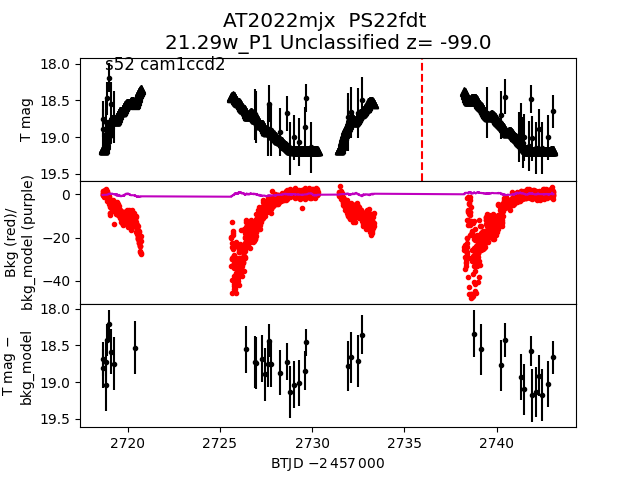 AT2022mjx  PS22fdt
21.29w_P1 Unclassified z= -99.0
s52 cam1ccd2
18.0
18.5
19.0
19.5
T mag
0
−20
−40
Bkg (red)/
bkg_model (purple)
18.0
18.5
19.0
19.5
T mag −
bkg_model
2720 2725 2730 2735 2740
BTJD −2 457 000